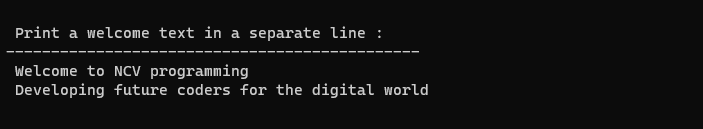 Print a welcome text in a separate line :
----------------------------------------------
Welcome to NCV programming
Developing future coders for the digital world